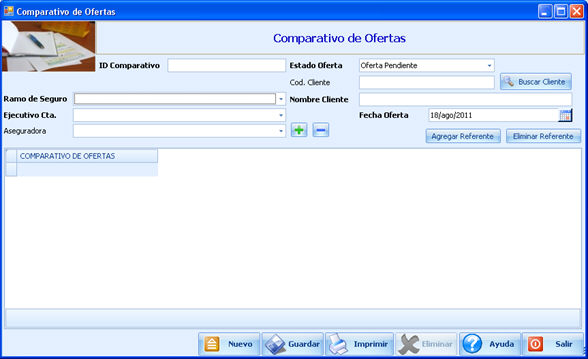 Comparativo de Ofertas
Comparativo de Ofertas
ID Comparativo
Estado Oferta
Oferta Pendiente
Cod. Cliente
Buscar Cliente
Ramo de Seguro
Nombre Cliente
Ejecutivo Cta.
Fecha Oferta
18/ago/2011
Aseguradora
Agregar Referente
Eliminar Referente
COMPARATIVO DE OFERTAS
Nuevo
Guardar
Imprimir
Eliminar
Ayuda
Salir